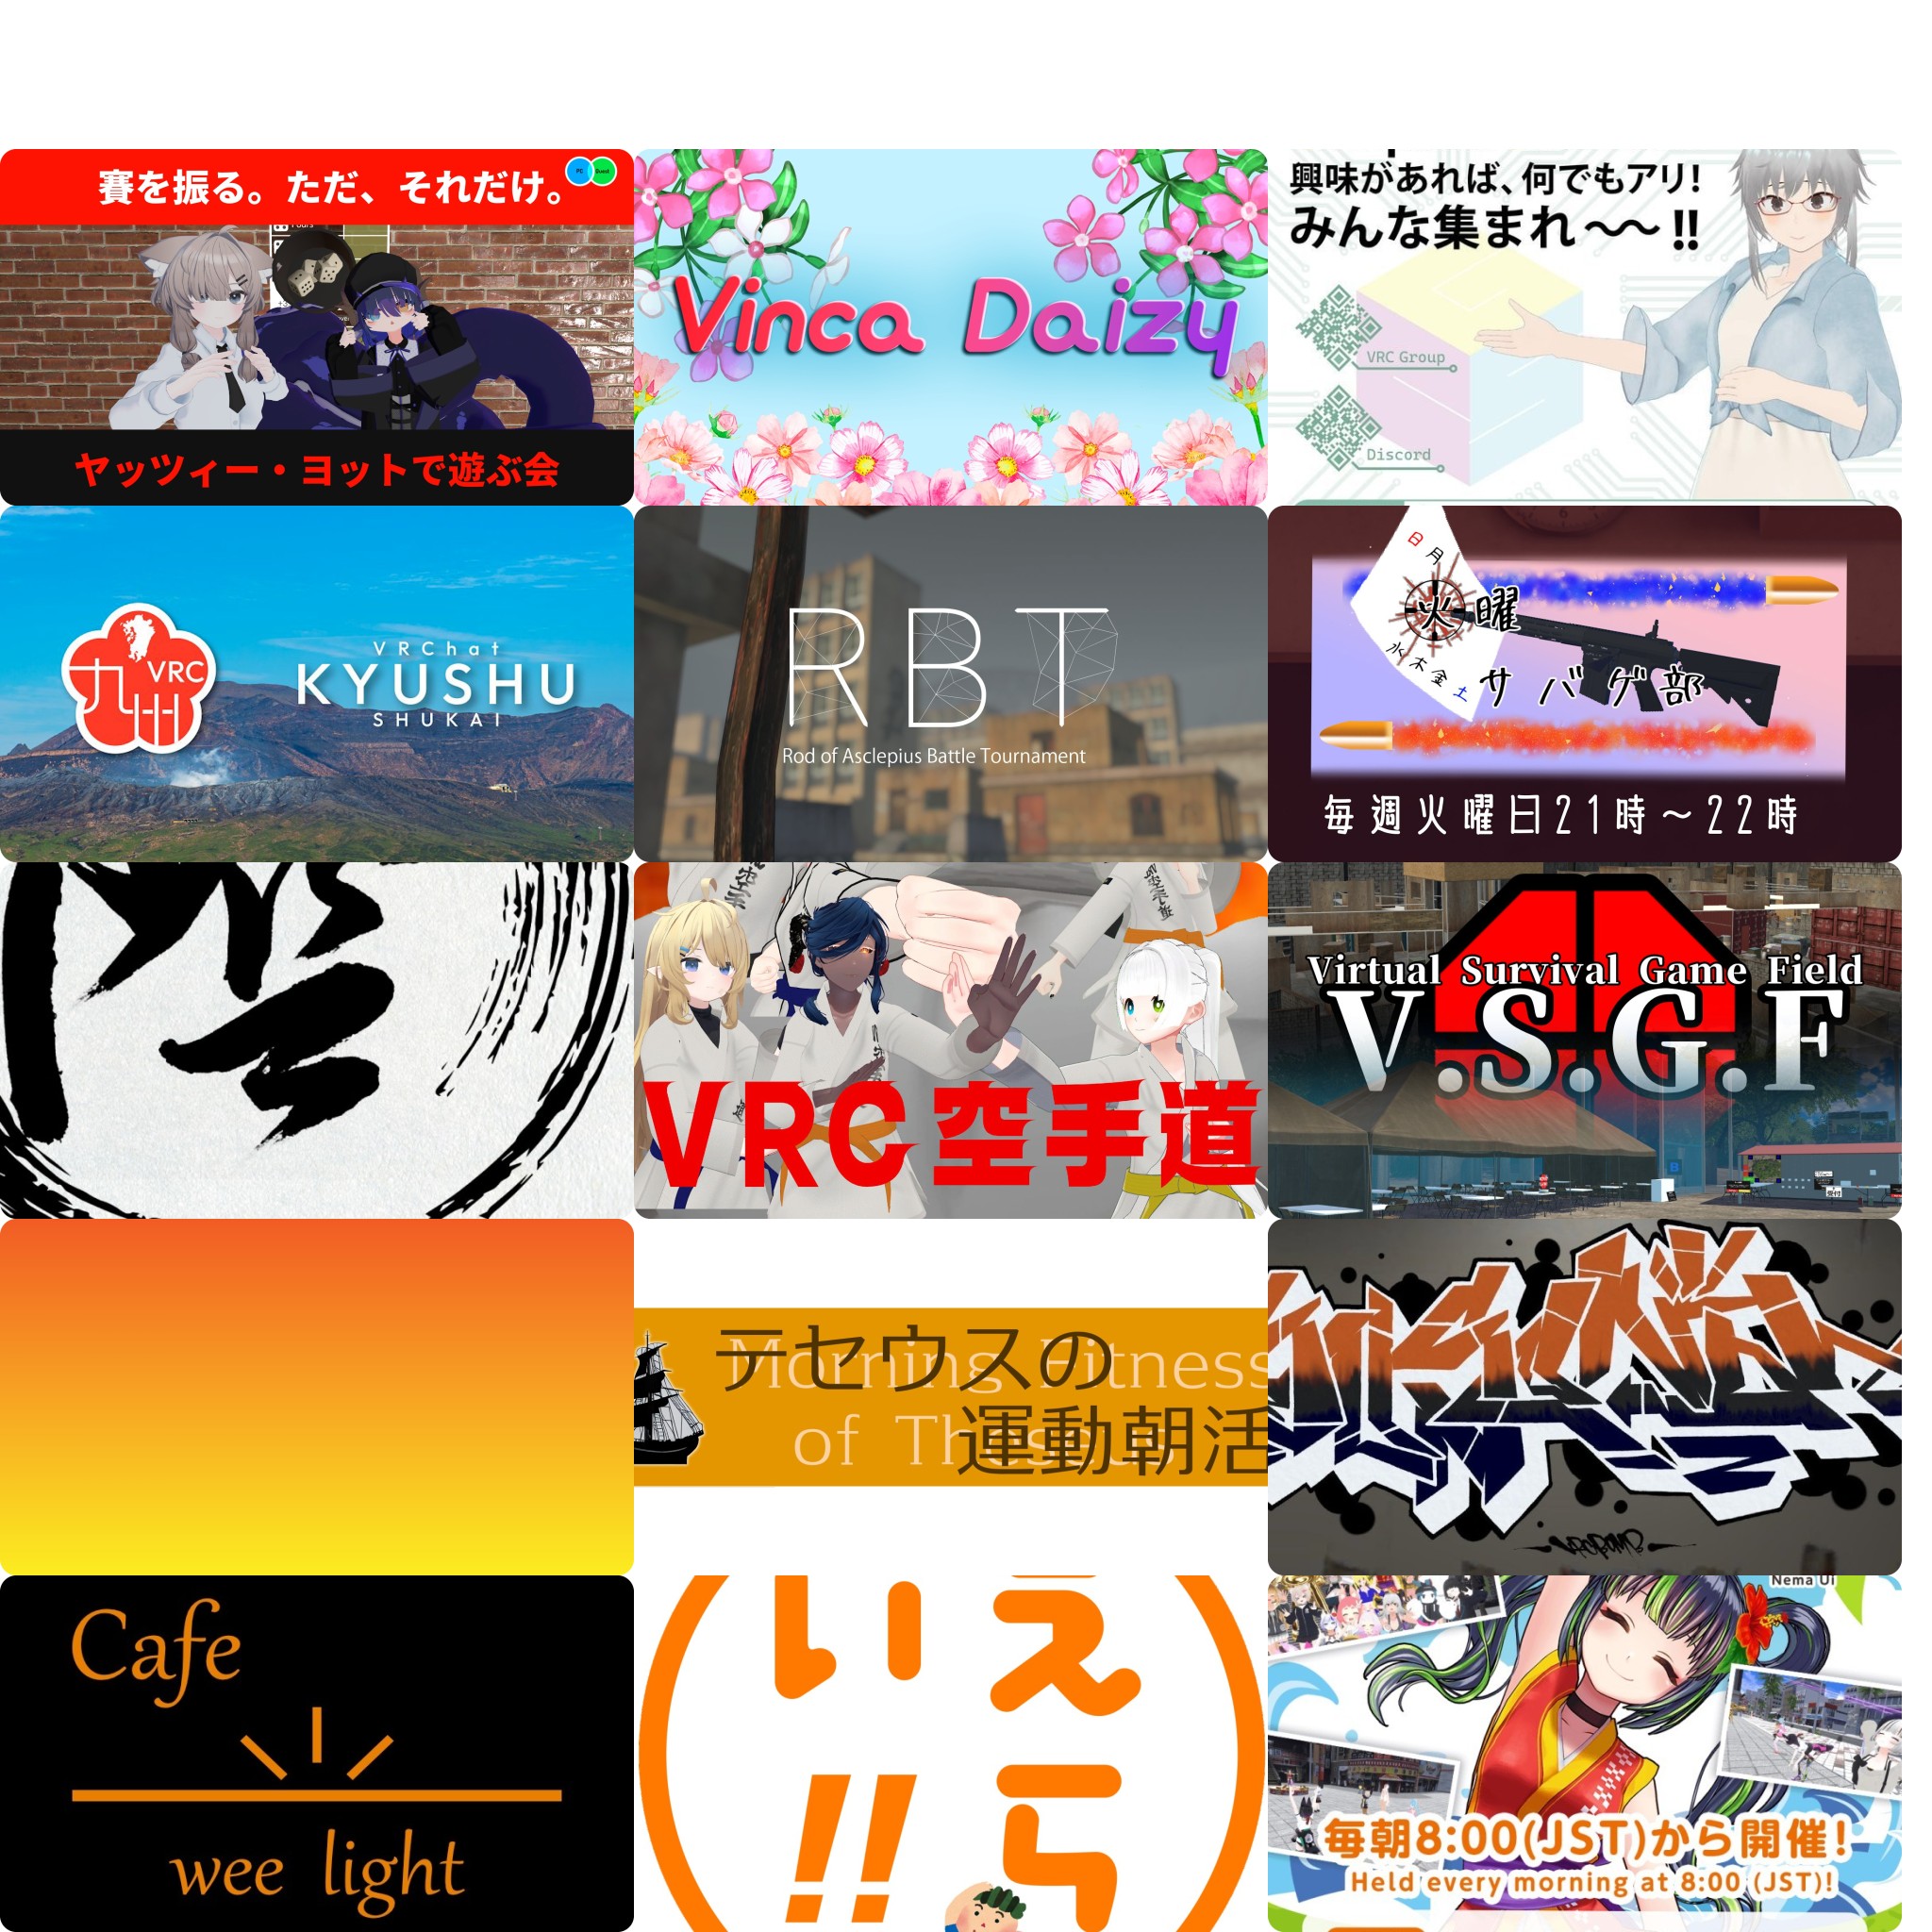 賽を振る。ただ、それだけ。
PC
Quest
ヤッツィー・ヨットで遊ぶ会
Vinca Daizy
興味があれば、何でもアリ!
みんな集まれ〜〜!!
VRC Group
Discord
九州
VRC
VRChat
KYUSHU
SHUKAI
RBT
Rod of Asclepius Battle Tournament
日
月
火曜
水
木
金
土
サバゲ部
毎週火曜日21時～22時
VRC空手道
Virtual Survival Game Field
V.S.G.F
テセウスの
運動朝活
Morning Fitness
of Theseus
Cafe
wee light
えら
い!!
Nema Ui
毎朝8:00(JST)から開催!
Held every morning at 8:00 (JST)!